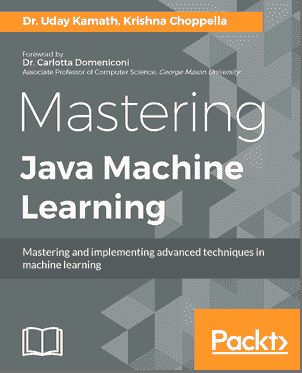 Dr. Uday Kamath, Krishna Choppella
Foreword by:
Dr. Carlotta Domeniconi
Associate Professor of Computer Science, George Mason University
Mastering
Java Machine
Learning
Mastering and implementing advanced techniques in
machine learning
Packt>